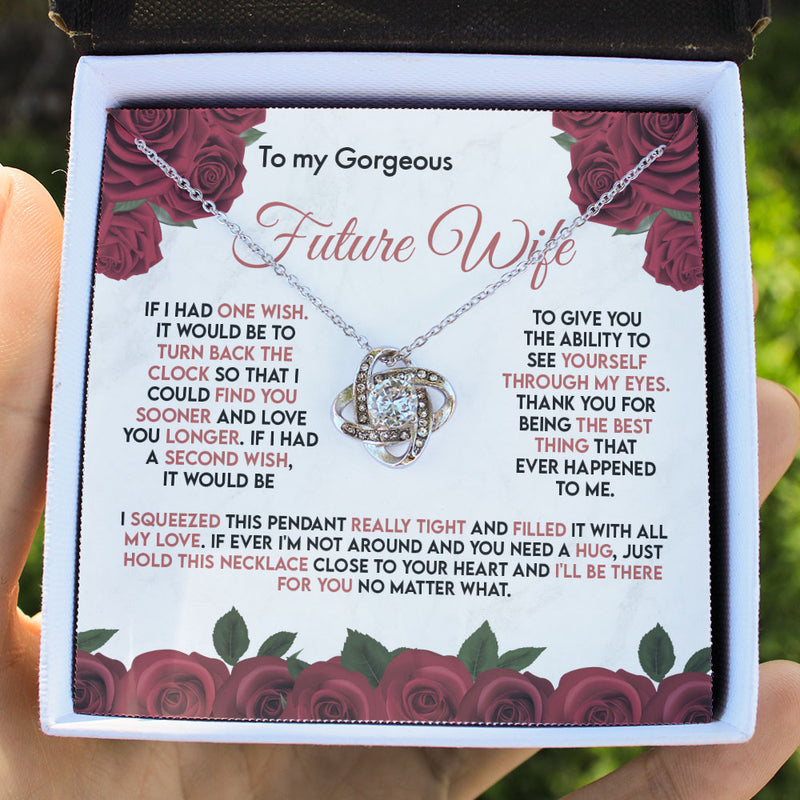 To my Gorgeous
Future Wife
IF I HAD ONE WISH.
IT WOULD BE TO
TURN BACK THE
CLOCK SO THAT I
COULD FIND YOU
SOONER AND LOVE
YOU LONGER. IF I HAD
A SECOND WISH,
IT WOULD BE
TO GIVE YOU
THE ABILITY TO
SEE YOURSELF
THROUGH MY EYES.
THANK YOU FOR
BEING THE BEST
THING THAT
EVER HAPPENED
TO ME.
I SQUEEZED THIS PENDANT REALLY TIGHT AND FILLED IT WITH ALL
MY LOVE. IF EVER I'M NOT AROUND AND YOU NEED A HUG, JUST
HOLD THIS NECKLACE CLOSE TO YOUR HEART AND I'LL BE THERE
FOR YOU NO MATTER WHAT.